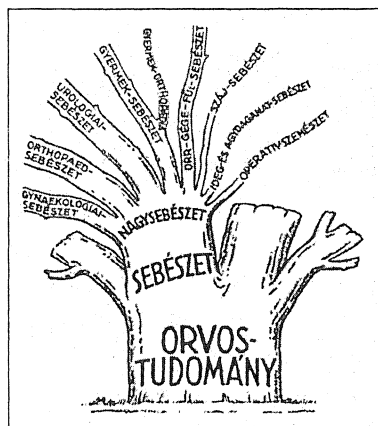 GYNAEKOLOGIAI-
SEBÉSZET
ORTHOPAED-
SEBÉSZET
UROLOGIAI-
SEBÉSZET
GYERMEK-SEBÉSZET
GYERMEK-ORTHOPÆD
ORR-GÉGE-FÜL-SEBÉSZET
SZÁJ-SEBÉSZET
IDEG-ÉS AGYDAGANAT-SEBÉSZET
OPERATIV-SZEMÉSZET
NAGYSEBÉSZET
SEBÉSZET
ORVOS-
TUDOMÁNY